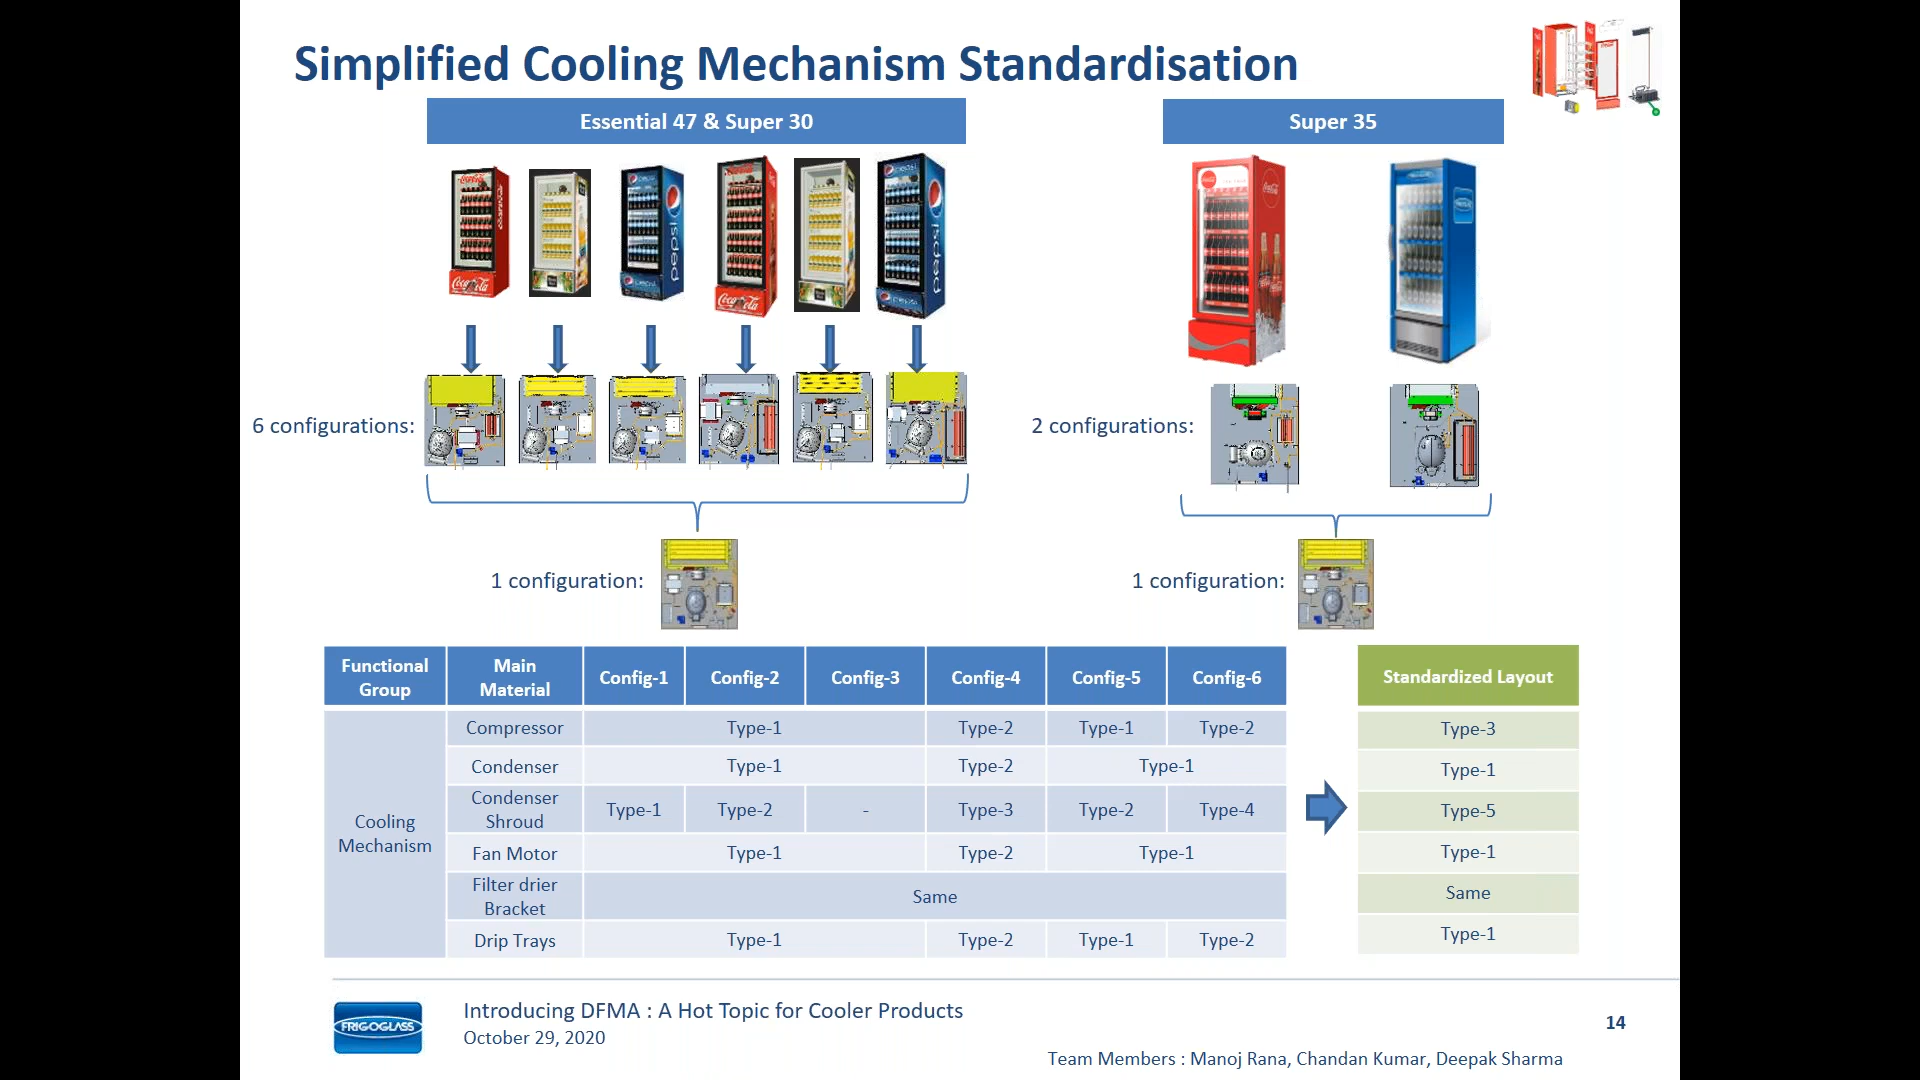 Simplified Cooling Mechanism Standardisation
Essential 47 & Super 30
Super 35
Coca-Cola
pepsi
Coca-Cola
pepsi
6 configurations:
2 configurations:
1 configuration:
1 configuration:
Functional Group Main Material Config-1 Config-2 Config-3 Config-4 Config-5 Config-6 Standardized Layout
Cooling Mechanism
Compressor Type-1 Type-2 Type-1 Type-2 Type-3
Condenser Type-1 Type-2 Type-1 Type-1
Condenser Shroud Type-1 Type-2 - Type-3 Type-2 Type-4 Type-5
Fan Motor Type-1 Type-2 Type-1 Type-1
Filter drier Bracket Same Same
Drip Trays Type-1 Type-2 Type-1 Type-2 Type-1
FRIGOGLASS
Introducing DFMA : A Hot Topic for Cooler Products
October 29, 2020
14
Team Members : Manoj Rana, Chandan Kumar, Deepak Sharma